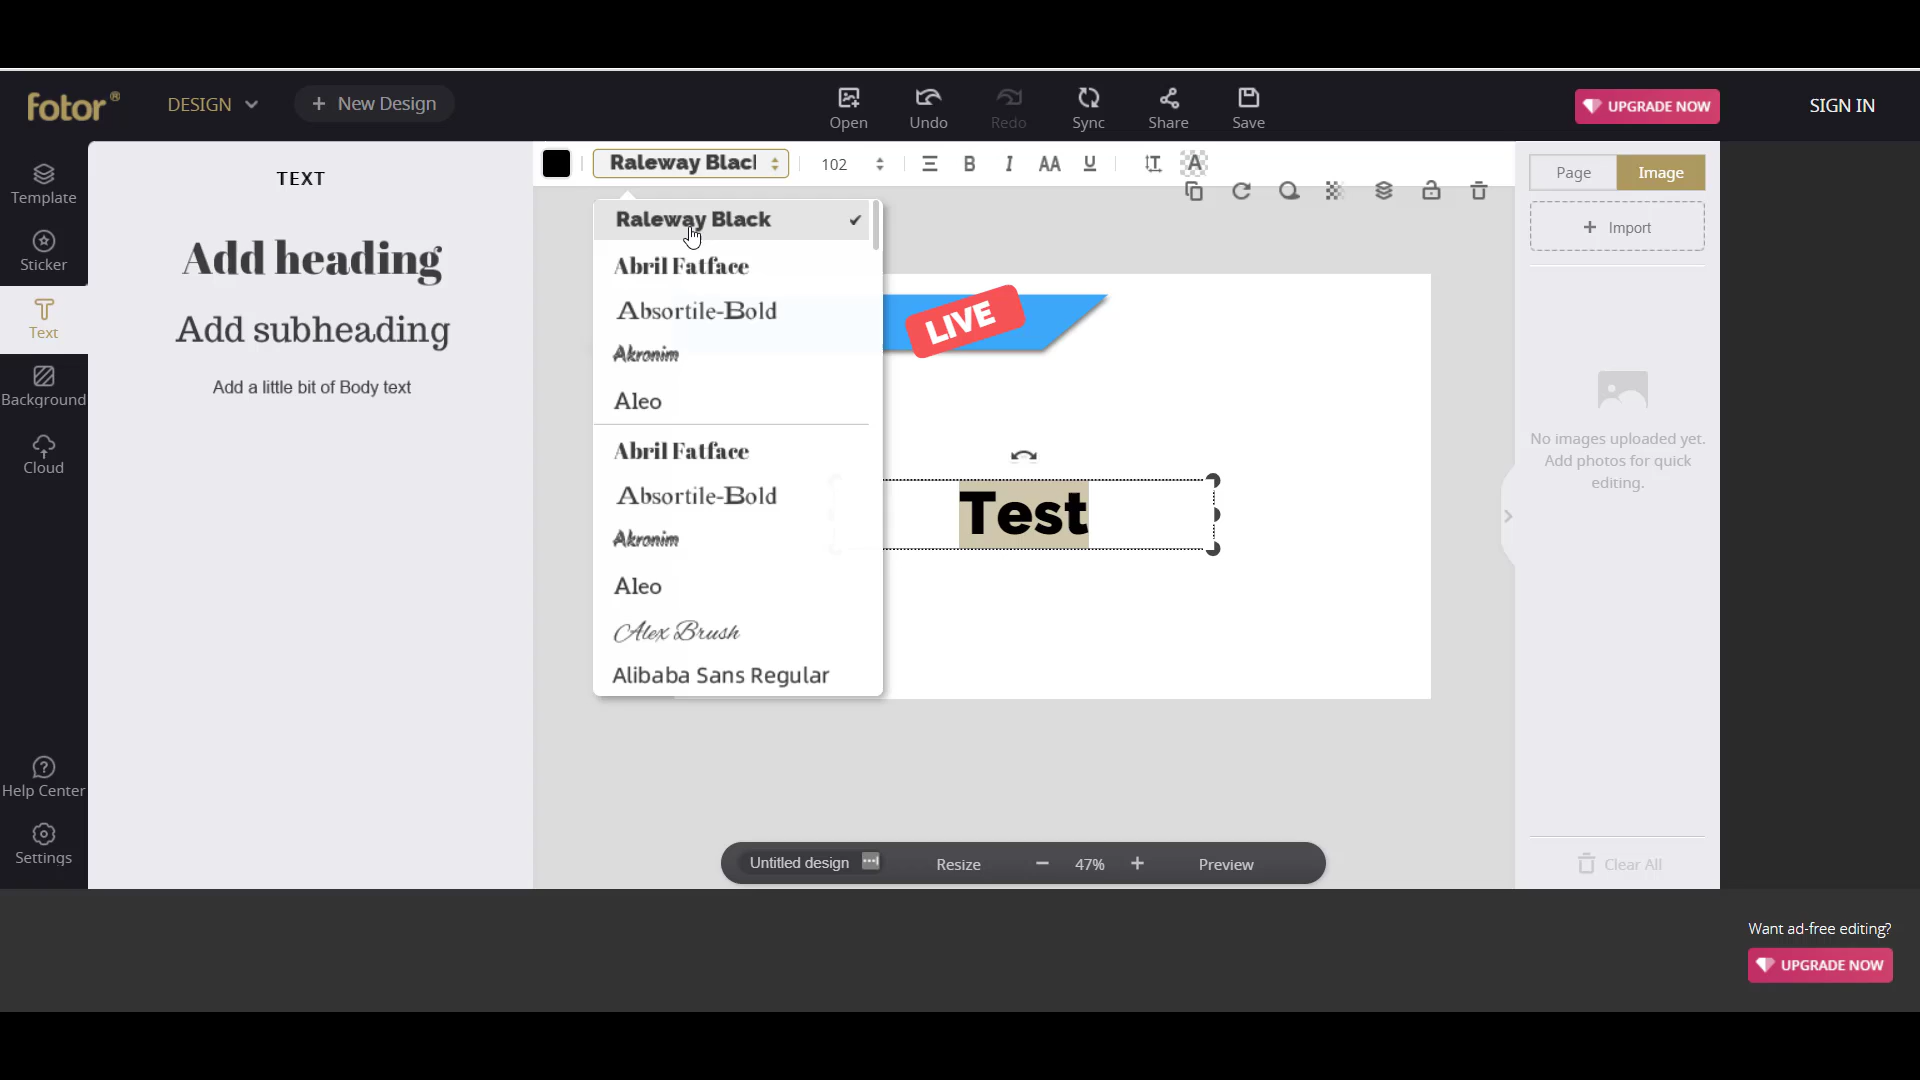 fotor®
DESIGN
+ New Design
Open
Undo
Redo
Sync
Share
Save
UPGRADE NOW
SIGN IN
Template
Sticker
Text
Background
Cloud
Help Center
Settings
TEXT
Add heading
Add subheading
Add a little bit of Body text
Raleway Blac
102
B
I
AA
U
A
Raleway Black
Abril Fatface
Absortile-Bold
Akronim
Aleo
Abril Fatface
Absortile-Bold
Akronim
Aleo
Alex Brush
Alibaba Sans Regular
LIVE
Test
Untitled design
Resize
47%
Preview
Page
Image
+ Import
No images uploaded yet.
Add photos for quick
editing.
Clear All
Want ad-free editing?
UPGRADE NOW